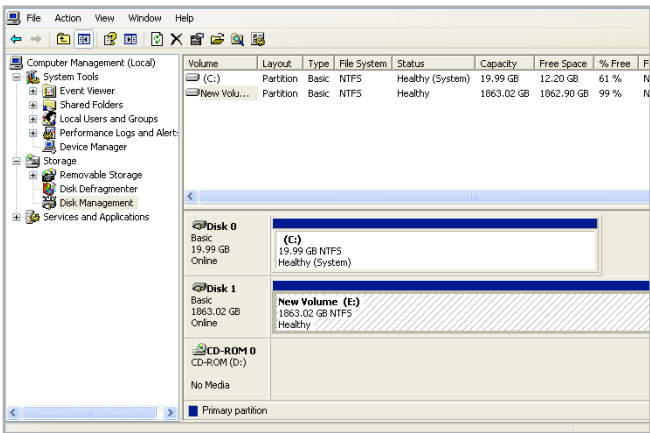 File Action View Window Help
Computer Management (Local)
System Tools
Event Viewer
Shared Folders
Local Users and Groups
Performance Logs and Alert
Device Manager
Storage
Removable Storage
Disk Defragmenter
Disk Management
Services and Applications
Volume Layout Type File System Status Capacity Free Space % Free F
(C:) Partition Basic NTFS Healthy (System) 19.99 GB 12.20 GB 61 % N
New Volu... Partition Basic NTFS Healthy 1863.02 GB 1862.90 GB 99 % N
Disk 0
Basic
19.99 GB
Online
(C:)
19.99 GB NTFS
Healthy (System)
Disk 1
Basic
1863.02 GB
Online
New Volume (E:)
1863.02 GB NTFS
Healthy
CD-ROM 0
CD-ROM (D:)
No Media
Primary partition